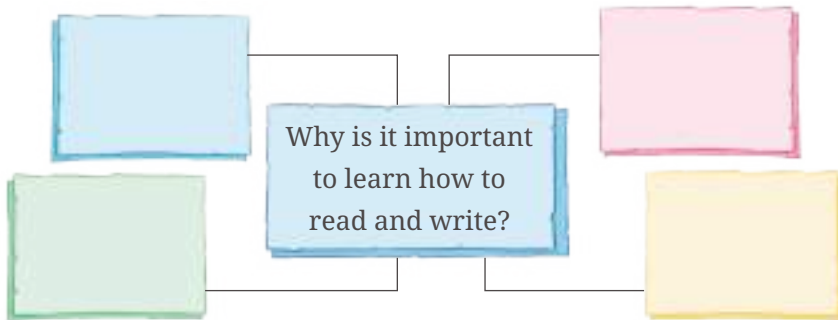 Why is it important
to learn how to
read and write?